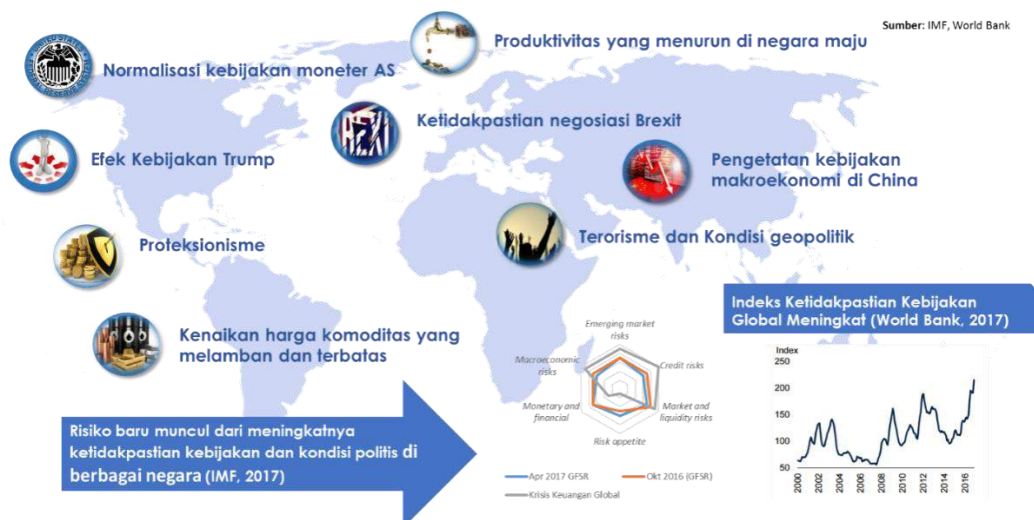 Sumber: IMF, World Bank
Produktivitas yang menurun di negara maju
Normalisasi kebijakan moneter AS
Ketidakpastian negosiasi Brexit
Efek Kebijakan Trump
Pengetatan kebijakan
makroekonomi di China
Terorisme dan Kondisi geopolitik
Proteksionisme
Kenaikan harga komoditas yang
melamban dan terbatas
Indeks Ketidakpastian Kebijakan
Global Meningkat (World Bank, 2017)
Index
250
200
150
100
50
2000
2002
2004
2006
2008
2010
2012
2014
2016
Emerging market
risks
Credit risks
Market and
liquidity risks
Risk appetite
Monetary and
financial
Macroeconomic
risks
Apr 2017 GFSR
Okt 2016 (GFSR)
Krisis Keuangan Global
Risiko baru muncul dari meningkatnya
ketidakpastian kebijakan dan kondisi politis di
berbagai negara (IMF, 2017)